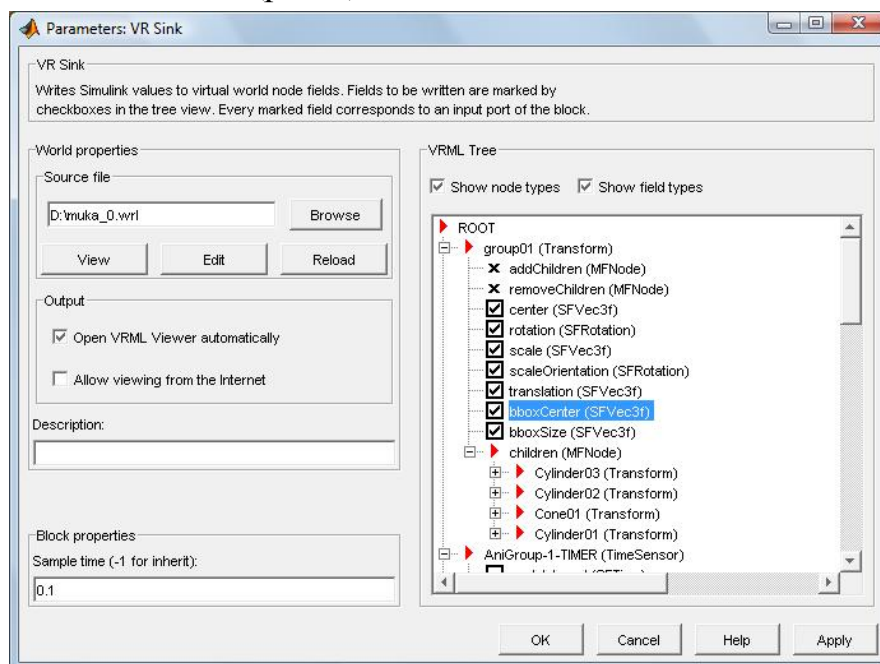 Parameters: VR Sink
VR Sink
Writes Simulink values to virtual world node fields. Fields to be written are marked by
checkboxes in the tree view. Every marked field corresponds to an input port of the block.
World properties
Source file
D:\muka_0.wrl
Browse
View
Edit
Reload
Output
Open VRML Viewer automatically
Allow viewing from the Internet
Description:
Block properties
Sample time (-1 for inherit):
0.1
VRML Tree
Show node types
Show field types
ROOT
group01 (Transform)
addChildren (MFNode)
removeChildren (MFNode)
center (SFVec3f)
rotation (SFRotation)
scale (SFVec3f)
scaleOrientation (SFRotation)
translation (SFVec3f)
bboxCenter (SFVec3f)
bboxSize (SFVec3f)
children (MFNode)
Cylinder03 (Transform)
Cylinder02 (Transform)
Cone01 (Transform)
Cylinder01 (Transform)
AniGroup-1-TIMER (TimeSensor)
OK
Cancel
Help
Apply